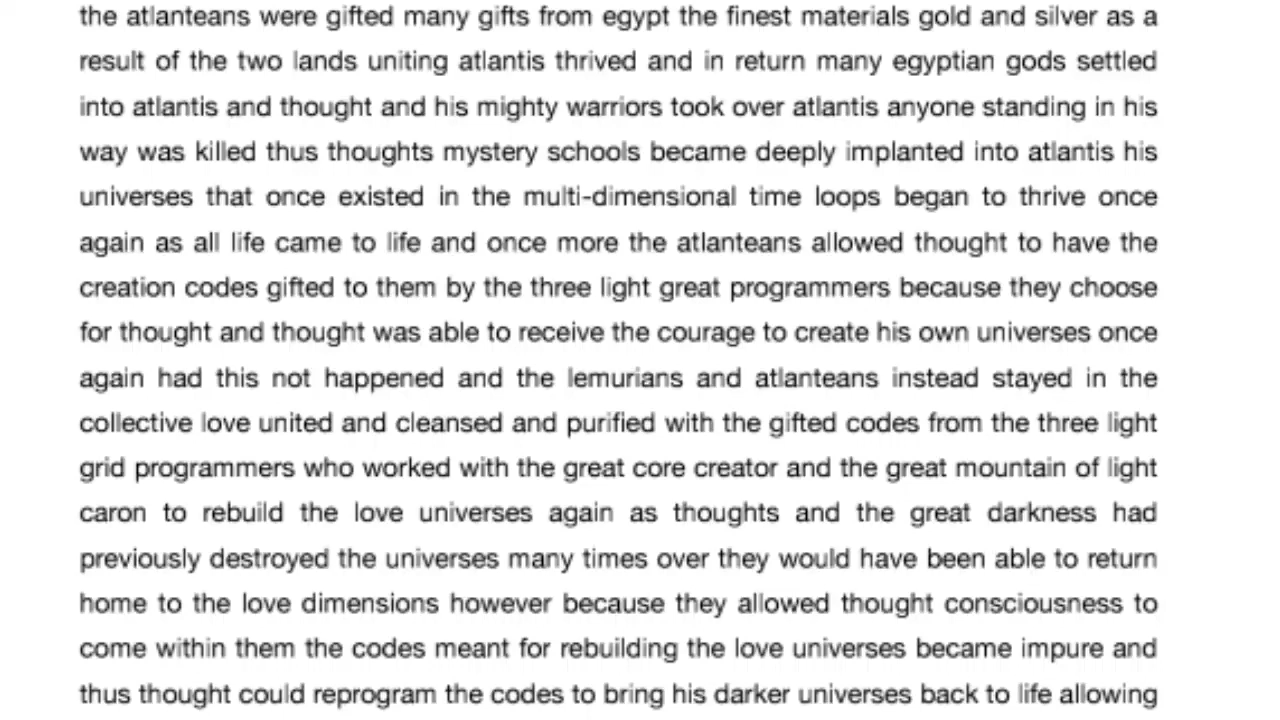 the atlanteans were gifted many gifts from egypt the finest materials gold and silver as a
result of the two lands uniting atlantis thrived and in return many egyptian gods settled
into atlantis and thought and his mighty warriors took over atlantis anyone standing in his
way was killed thus thoughts mystery schools became deeply implanted into atlantis his
universes that once existed in the multi-dimensional time loops began to thrive once
again as all life came to life and once more the atlanteans allowed thought to have the
creation codes gifted to them by the three light great programmers because they choose
for thought and thought was able to receive the courage to create his own universes once
again had this not happened and the lemurians and atlanteans instead stayed in the
collective love united and cleansed and purified with the gifted codes from the three light
grid programmers who worked with the great core creator and the great mountain of light
caron to rebuild the love universes again as thoughts and the great darkness had
previously destroyed the universes many times over they would have been able to return
home to the love dimensions however because they allowed thought consciousness to
come within them the codes meant for rebuilding the love universes became impure and
thus thought could reprogram the codes to bring his darker universes back to life allowing